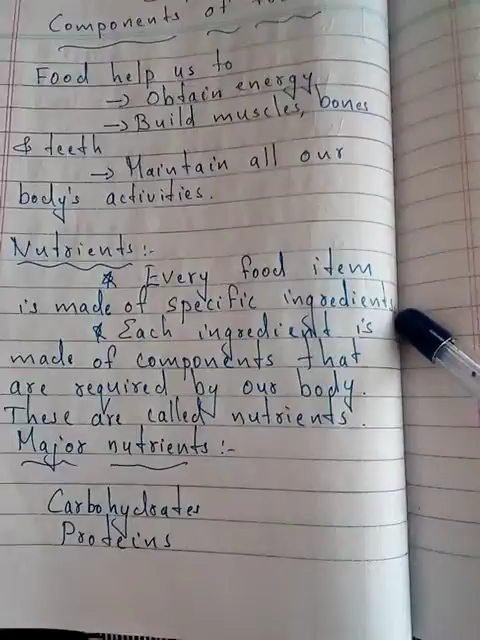 Components of
Food help us to
→ Obtain energy
→ Build muscles, bones
& teeth
→ Maintain all our
body's activities.
Nutrients :-
* Every food item
is made of specific ingredients
* Each ingredient is
made of components that
are required by our body.
These are called nutrients.
Major nutrients :-
Carbohydrates
Proteins